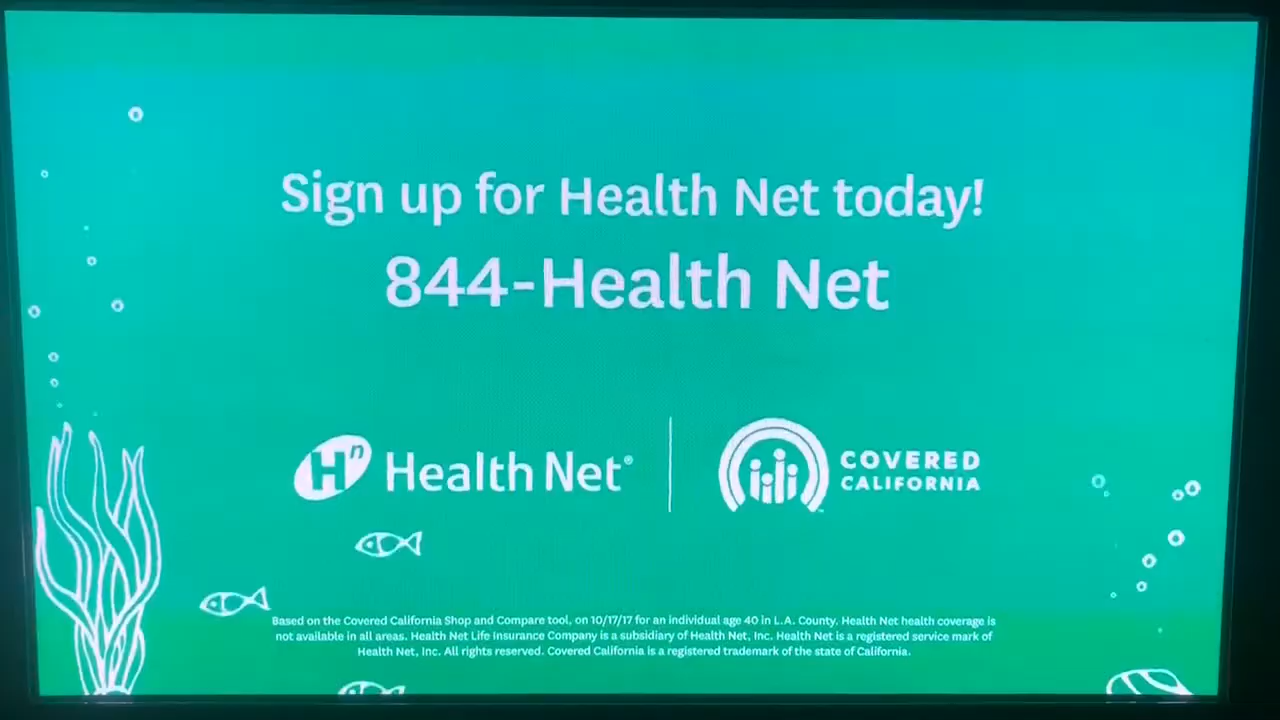 Sign up for Health Net today!
844-Health Net
Hn Health Net®
COVERED
CALIFORNIA™
Based on the Covered California Shop and Compare tool, on 10/17/17 for an individual age 40 in L.A. County. Health Net health coverage is
not available in all areas. Health Net Life Insurance Company is a subsidiary of Health Net, Inc. Health Net is a registered service mark of
Health Net, Inc. All rights reserved. Covered California is a registered trademark of the state of California.